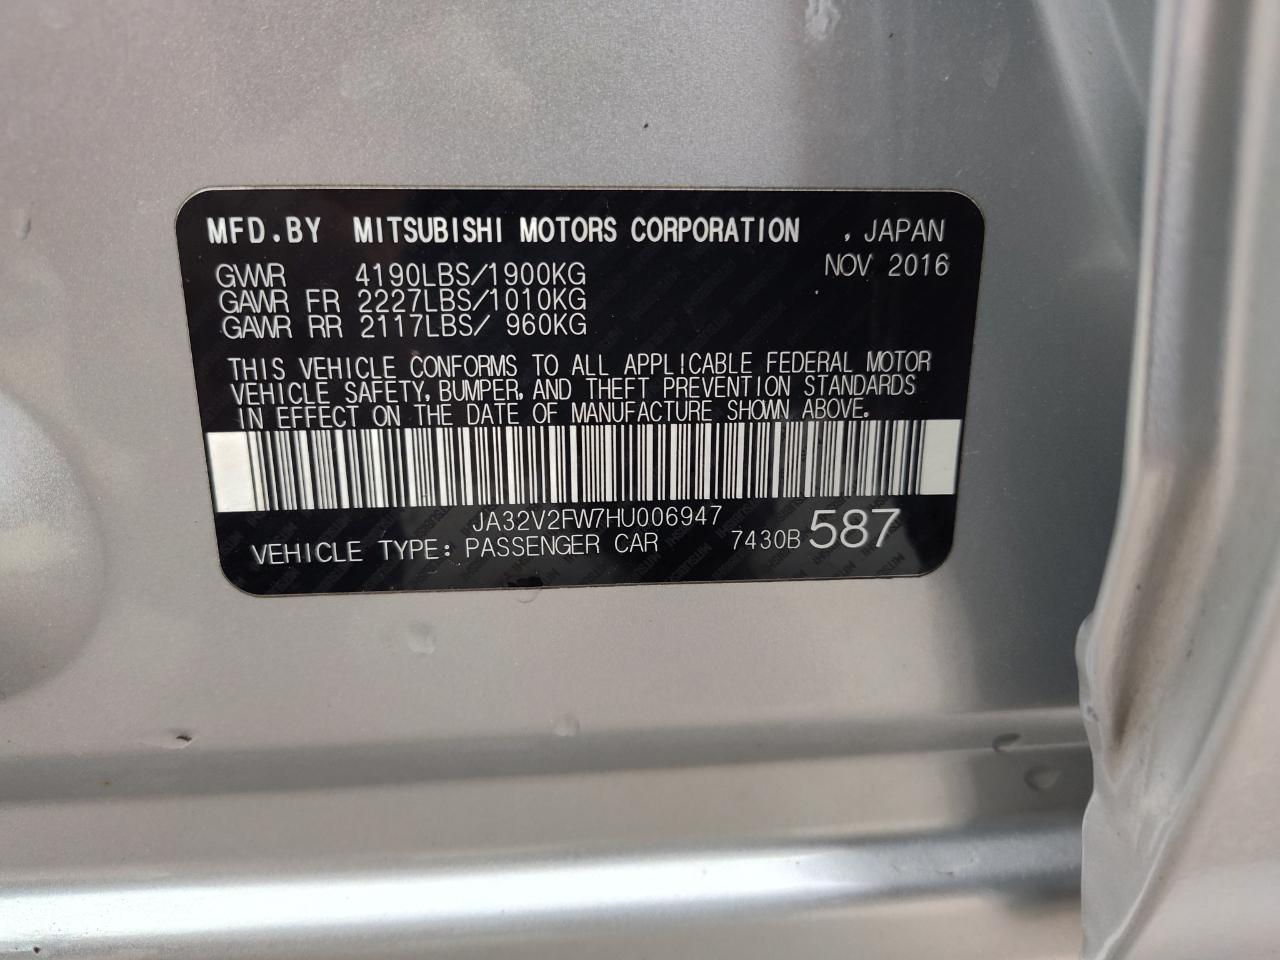 MFD.BY MITSUBISHI MOTORS CORPORATION , JAPAN
NOV 2016
GVWR 4190LBS/1900KG
GAWR FR 2227LBS/1010KG
GAWR RR 2117LBS/ 960KG
THIS VEHICLE CONFORMS TO ALL APPLICABLE FEDERAL MOTOR
VEHICLE SAFETY, BUMPER, AND THEFT PREVENTION STANDARDS
IN EFFECT ON THE DATE OF MANUFACTURE SHOWN ABOVE.
JA32V2FW7HU006947
VEHICLE TYPE: PASSENGER CAR 7430B 587